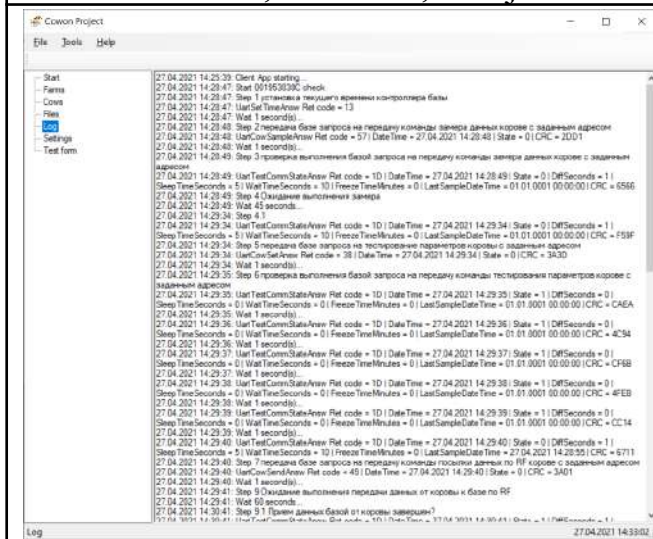 Cowon Project
File Tools Help
Start
Farms
Cows
Files
Log
Settings
Test form
27.04.2021 14:25:39: Client App starting...
27.04.2021 14:28:47: Start 001953830C check
27.04.2021 14:28:47: Step 1 установка текущего времени контроллера базы
27.04.2021 14:28:47: UartSetTimeAnsw Ret code = 13
27.04.2021 14:28:47: Wait 1 second(s)...
27.04.2021 14:28:48: Step 2 передача базе запроса на передачу команды замера данных корове с заданным адресом
27.04.2021 14:28:48: UartCowSampleAnsw Ret code = 57 | DateTime = 27.04.2021 14:28:48 | State = 0 | CRC = 2DD1
27.04.2021 14:28:48: Wait 1 second(s)...
27.04.2021 14:28:49: Step 3 проверка выполнения базой запроса на передачу команды замера данных корове с заданным
адресом
27.04.2021 14:28:49: UartTestCommStateAnsw Ret code = 1D | DateTime = 27.04.2021 14:28:49 | State = 0 | DiffSeconds = 1 |
SleepTimeSeconds = 5 | WaitTimeSeconds = 10 | FreezeTimeMinutes = 0 | LastSampleDateTime = 01.01.0001 00:00:00 | CRC = 6566
27.04.2021 14:28:49: Step 4 Ожидание выполнения замера
27.04.2021 14:28:49: Wait 45 seconds...
27.04.2021 14:29:34: Step 4.1
27.04.2021 14:29:34: UartTestCommStateAnsw Ret code = 1D | DateTime = 27.04.2021 14:29:34 | State = 0 | DiffSeconds = 1 |
SleepTimeSeconds = 5 | WaitTimeSeconds = 10 | FreezeTimeMinutes = 0 | LastSampleDateTime = 01.01.0001 00:00:00 | CRC = F59F
27.04.2021 14:29:34: Step 5 передача базе запроса на тестирование параметров коровы с заданным адресом
27.04.2021 14:29:34: UartCowSetAnsw Ret code = 38 | DateTime = 27.04.2021 14:29:34 | State = 0 | CRC = 3A3D
27.04.2021 14:29:34: Wait 1 second(s)...
27.04.2021 14:29:35: Step 6 проверка выполнения базой запроса на передачу команды тестирования параметров корове с
заданным адресом
27.04.2021 14:29:35: UartTestCommStateAnsw Ret code = 1D | DateTime = 27.04.2021 14:29:35 | State = 1 | DiffSeconds = 0 |
SleepTimeSeconds = 0 | WaitTimeSeconds = 0 | FreezeTimeMinutes = 0 | LastSampleDateTime = 01.01.0001 00:00:00 | CRC = CAEA
27.04.2021 14:29:35: Wait 1 second(s)...
27.04.2021 14:29:36: UartTestCommStateAnsw Ret code = 1D | DateTime = 27.04.2021 14:29:36 | State = 1 | DiffSeconds = 0 |
SleepTimeSeconds = 0 | WaitTimeSeconds = 0 | FreezeTimeMinutes = 0 | LastSampleDateTime = 01.01.0001 00:00:00 | CRC = 4C94
27.04.2021 14:29:36: Wait 1 second(s)...
27.04.2021 14:29:37: UartTestCommStateAnsw Ret code = 1D | DateTime = 27.04.2021 14:29:37 | State = 1 | DiffSeconds = 0 |
SleepTimeSeconds = 0 | WaitTimeSeconds = 0 | FreezeTimeMinutes = 0 | LastSampleDateTime = 01.01.0001 00:00:00 | CRC = CF6B
27.04.2021 14:29:37: Wait 1 second(s)...
27.04.2021 14:29:38: UartTestCommStateAnsw Ret code = 1D | DateTime = 27.04.2021 14:29:38 | State = 1 | DiffSeconds = 0 |
SleepTimeSeconds = 0 | WaitTimeSeconds = 0 | FreezeTimeMinutes = 0 | LastSampleDateTime = 01.01.0001 00:00:00 | CRC = 4FEB
27.04.2021 14:29:38: Wait 1 second(s)...
27.04.2021 14:29:39: UartTestCommStateAnsw Ret code = 1D | DateTime = 27.04.2021 14:29:39 | State = 1 | DiffSeconds = 0 |
SleepTimeSeconds = 0 | WaitTimeSeconds = 0 | FreezeTimeMinutes = 0 | LastSampleDateTime = 01.01.0001 00:00:00 | CRC = CC14
27.04.2021 14:29:39: Wait 1 second(s)...
27.04.2021 14:29:40: UartTestCommStateAnsw Ret code = 1D | DateTime = 27.04.2021 14:29:40 | State = 0 | DiffSeconds = 1 |
SleepTimeSeconds = 5 | WaitTimeSeconds = 10 | FreezeTimeMinutes = 0 | LastSampleDateTime = 27.04.2021 14:28:55 | CRC = 6711
27.04.2021 14:29:40: Step 7 передача базе запроса на передачу команды посылки данных по RF корове с заданным адресом
27.04.2021 14:29:40: UartCowSendAnsw Ret code = 49 | DateTime = 27.04.2021 14:29:40 | State = 0 | CRC = 3A01
27.04.2021 14:29:40: Wait 1 second(s)...
27.04.2021 14:29:41: Step 9 Ожидание выполнения передачи данных от коровы к базе по RF
27.04.2021 14:29:41: Wait 60 seconds...
27.04.2021 14:30:41: Step 9.1 Прием данных базой от коровы завершен?
27.04.2021 14:30:41: UartTestCommStateAnsw Ret code = 1D | DateTime = 27.04.2021 14:30:41 | State = 1 | DiffSeconds = 1 |
Log
27.04.2021 14:33:02